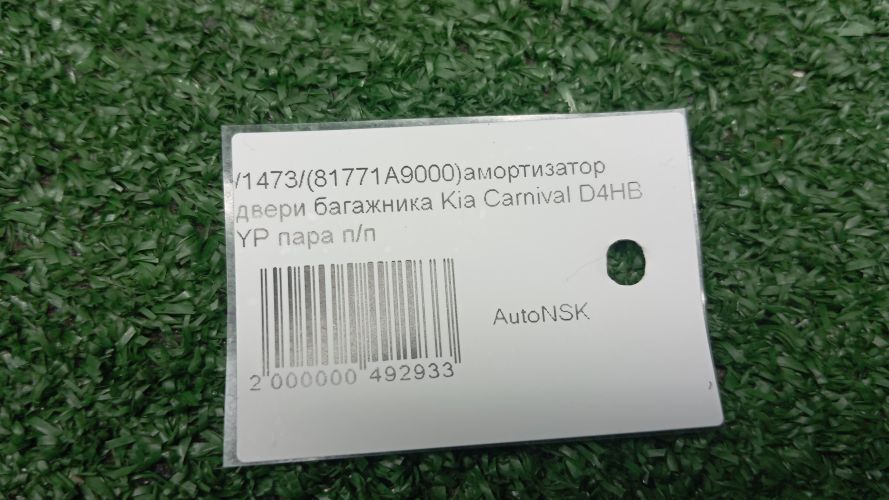 /1473/(81771A9000)амортизатор
двери багажника Kia Carnival D4HB
YP пара п/п
AutoNSK
2 000000 492933